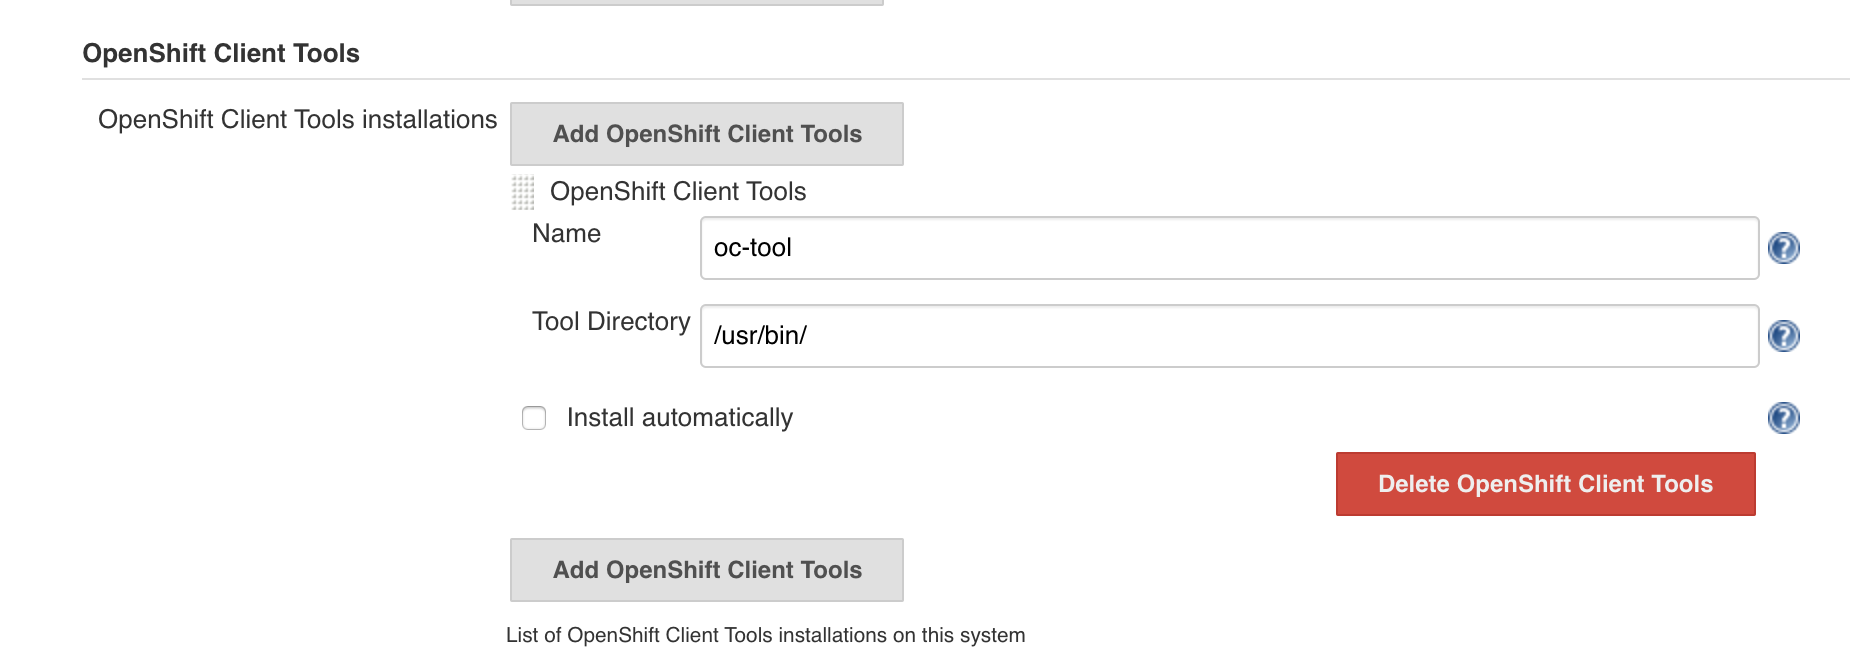 OpenShift Client Tools
OpenShift Client Tools installations
Add OpenShift Client Tools
OpenShift Client Tools
Name
oc-tool
?
Tool Directory
/usr/bin/
?
Install automatically
?
Delete OpenShift Client Tools
Add OpenShift Client Tools
List of OpenShift Client Tools installations on this system